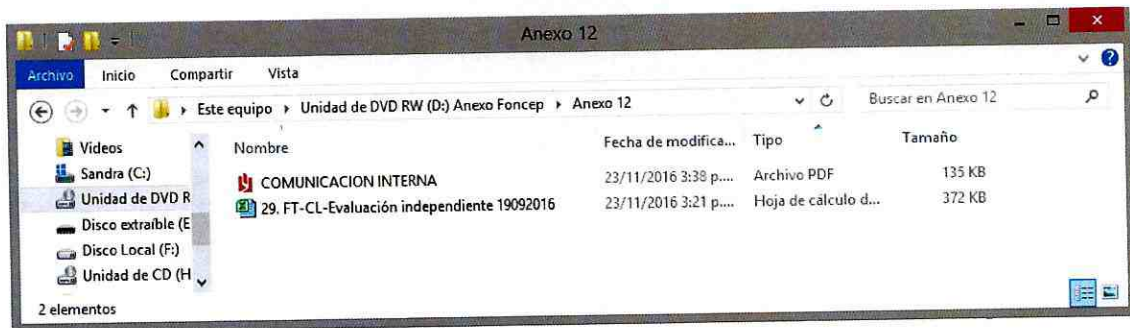 Anexo 12
Archivo Inicio Compartir Vista
Este equipo Unidad de DVD RW (D:) Anexo Foncep Anexo 12 Buscar en Anexo 12
Nombre Fecha de modifica... Tipo Tamaño
Videos
Sandra (C:)
Unidad de DVD R
Disco extraíble (E
Disco Local (F:)
Unidad de CD (H
COMUNICACION INTERNA 23/11/2016 3:38 p.... Archivo PDF 135 KB
29. FT-CL-Evaluación independiente 19092016 23/11/2016 3:21 p.... Hoja de cálculo d... 372 KB
2 elementos